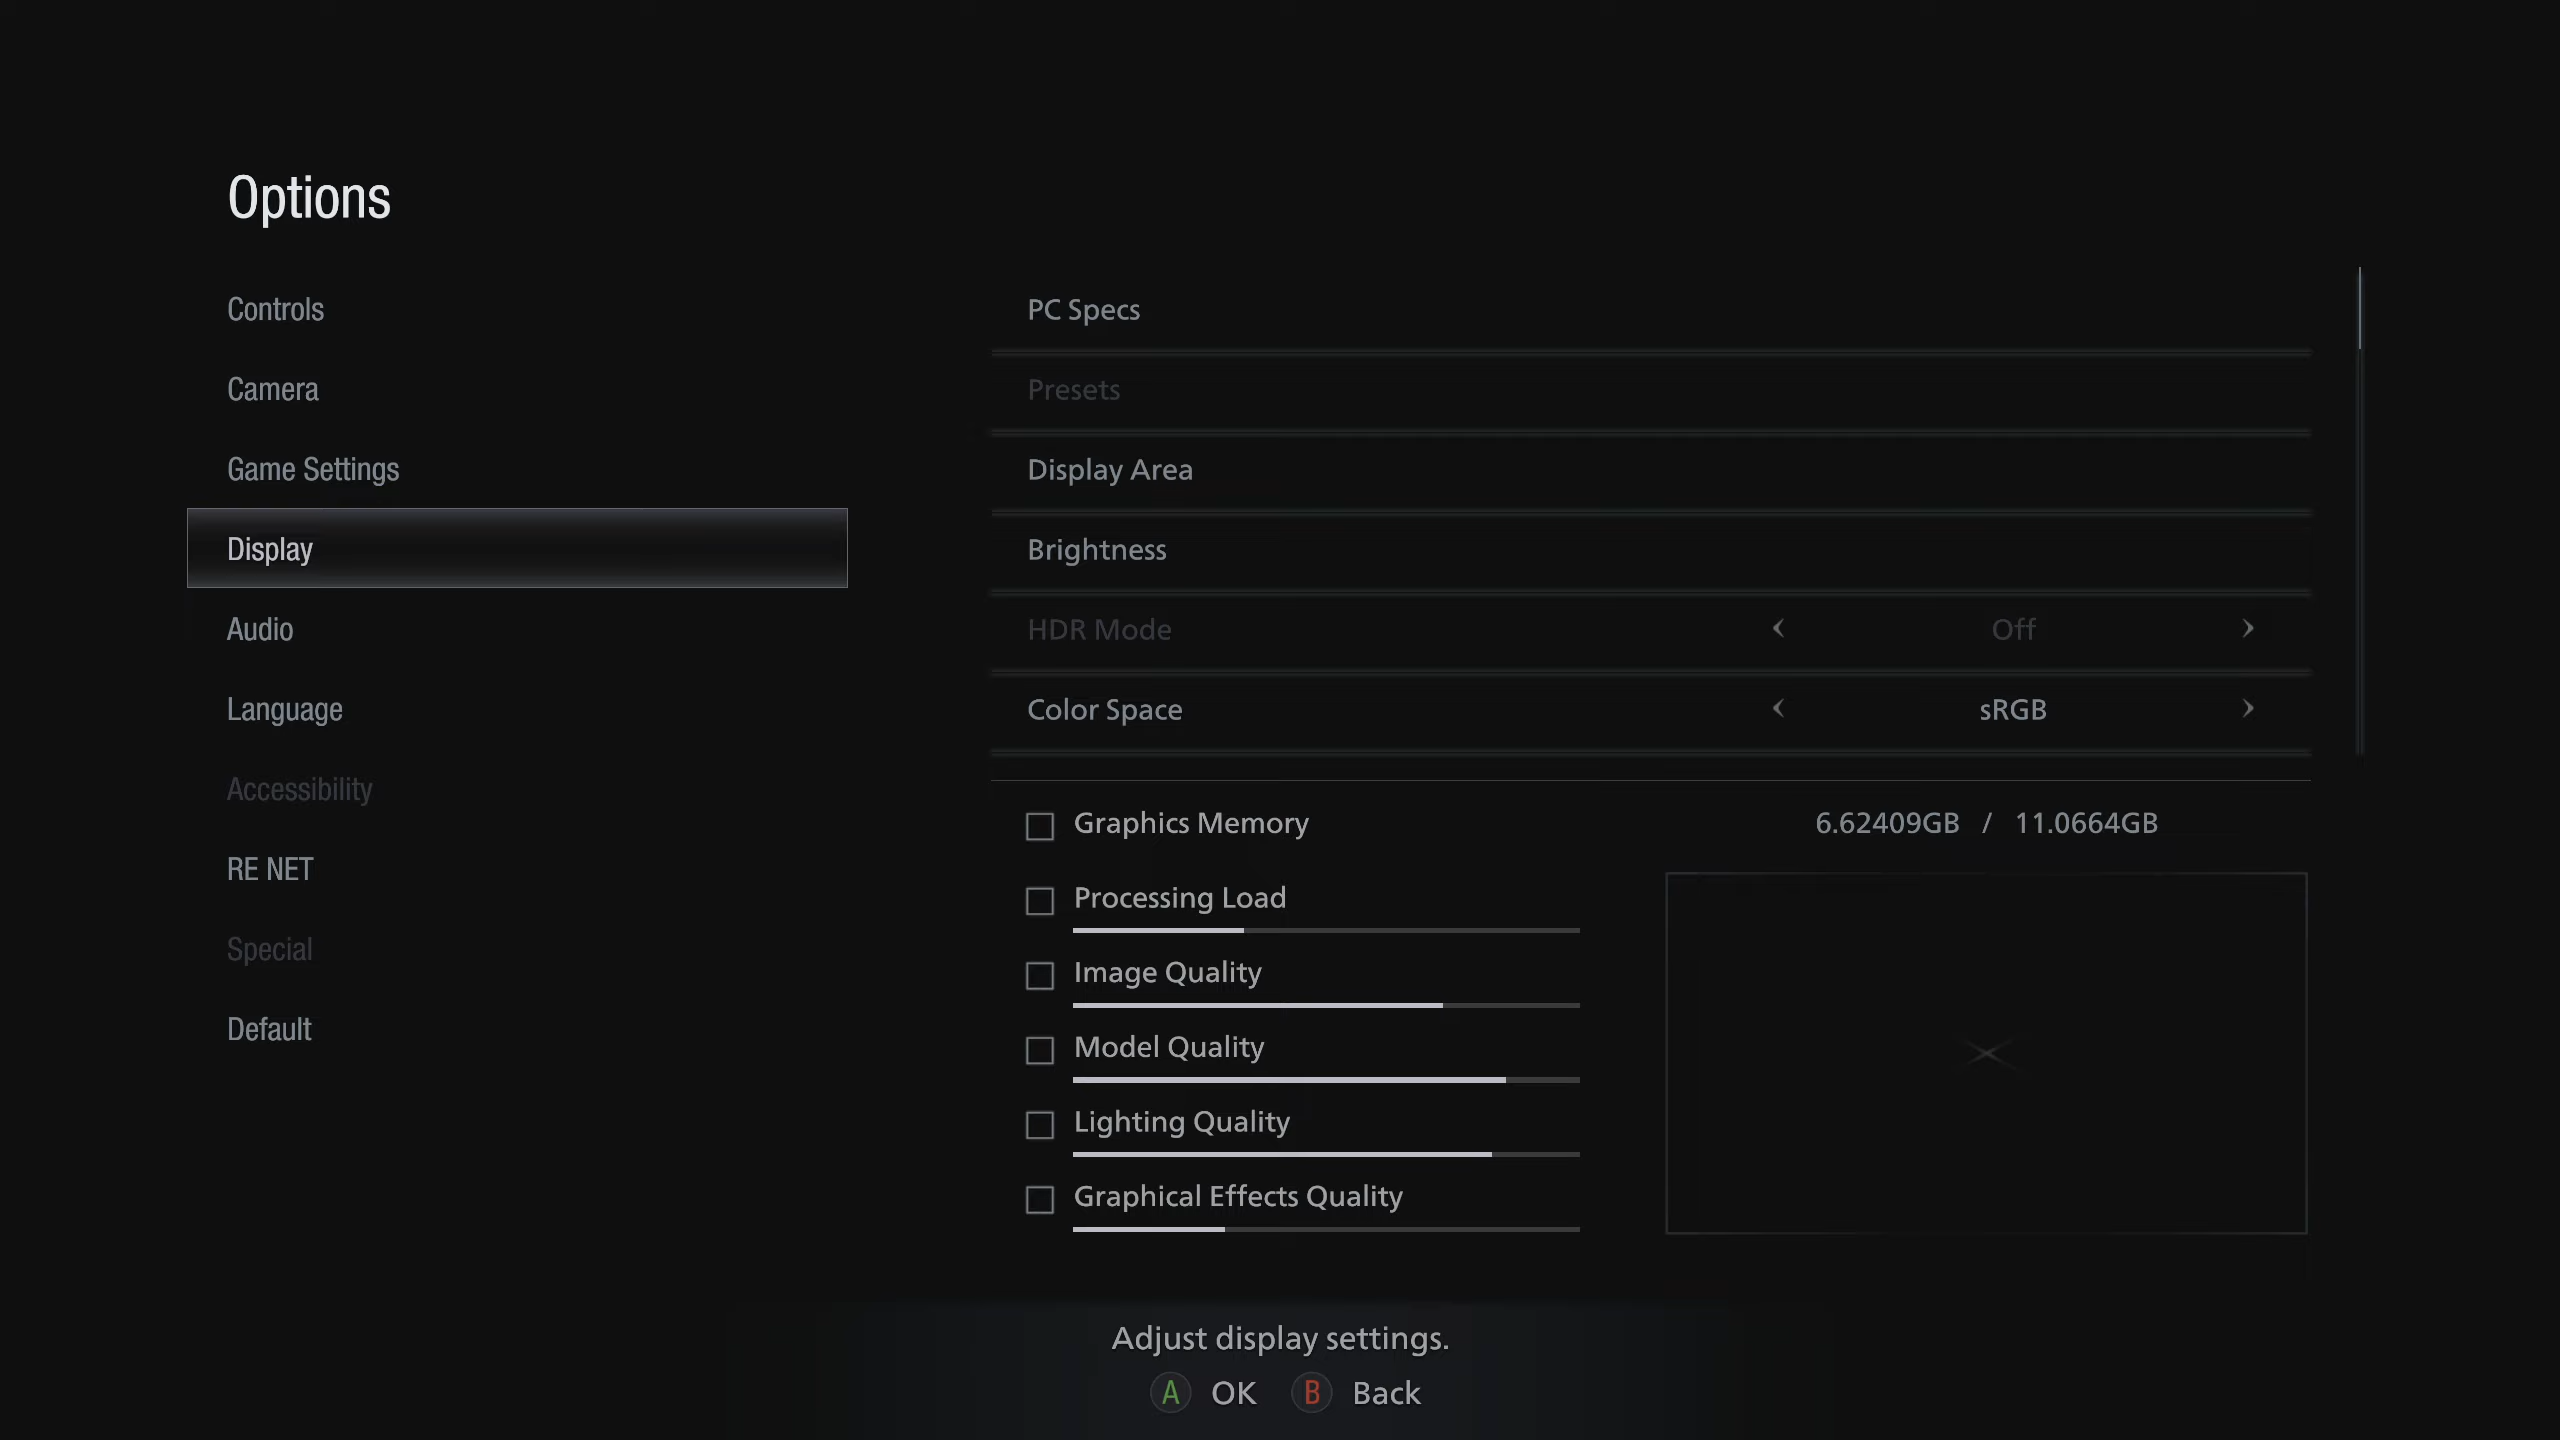 Options
Controls
Camera
Game Settings
Display
Audio
Language
Accessibility
RE NET
Special
Default
PC Specs
Presets
Display Area
Brightness
HDR Mode Off
Color Space sRGB
Graphics Memory 6.62409GB / 11.0664GB
Processing Load
Image Quality
Model Quality
Lighting Quality
Graphical Effects Quality
Adjust display settings.
A OK B Back